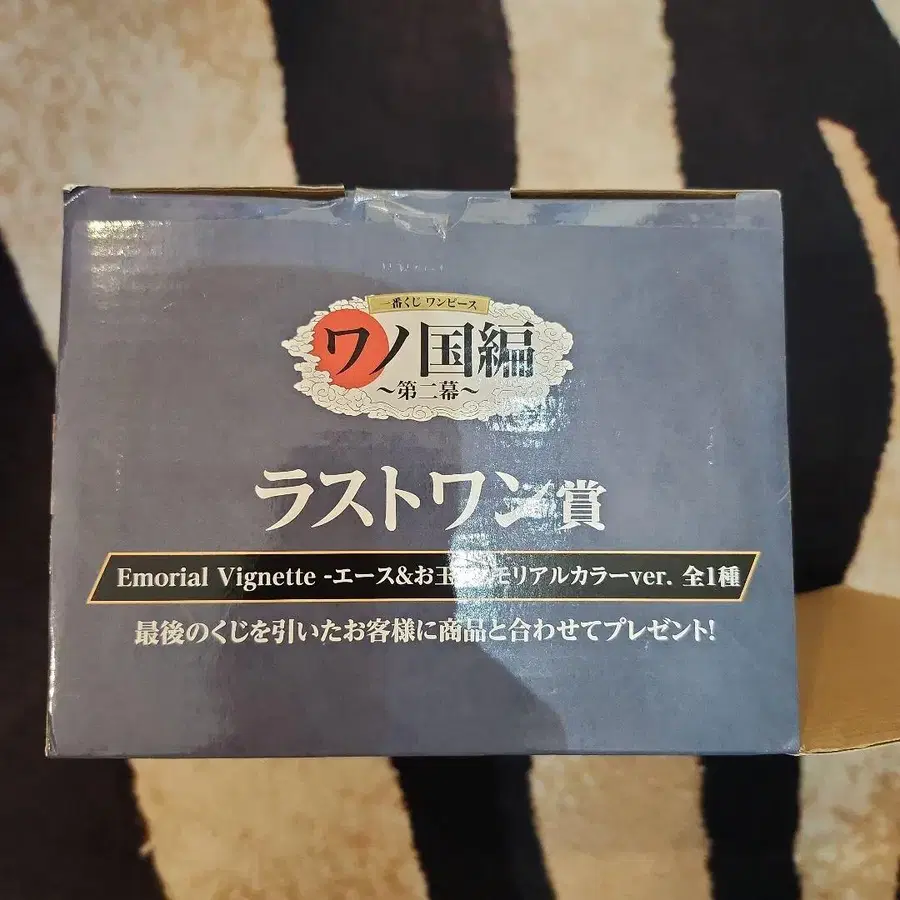 一番くじ ワンピース
ワノ国編
～第二幕～
ラストワン賞
Emorial Vignette -エース&お玉 モリアルカラーver. 全1種
最後のくじを引いたお客様に商品と合わせてプレゼント!